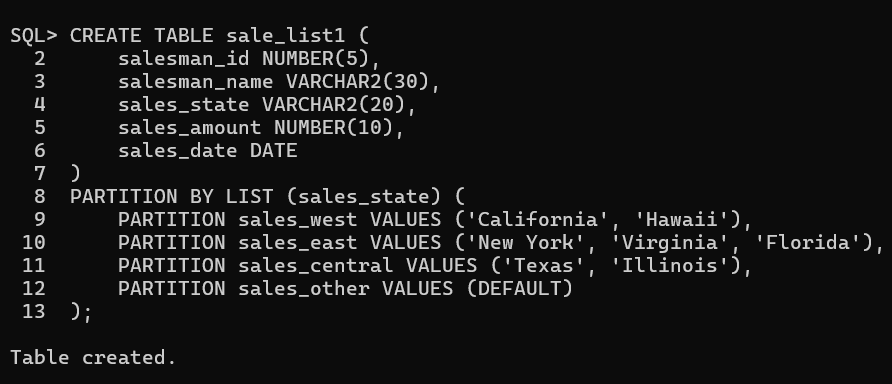 SQL> CREATE TABLE sale_list1 (
  2      salesman_id NUMBER(5),
  3      salesman_name VARCHAR2(30),
  4      sales_state VARCHAR2(20),
  5      sales_amount NUMBER(10),
  6      sales_date DATE
  7  )
  8  PARTITION BY LIST (sales_state) (
  9      PARTITION sales_west VALUES ('California', 'Hawaii'),
 10      PARTITION sales_east VALUES ('New York', 'Virginia', 'Florida'),
 11      PARTITION sales_central VALUES ('Texas', 'Illinois'),
 12      PARTITION sales_other VALUES (DEFAULT)
 13  );
Table created.